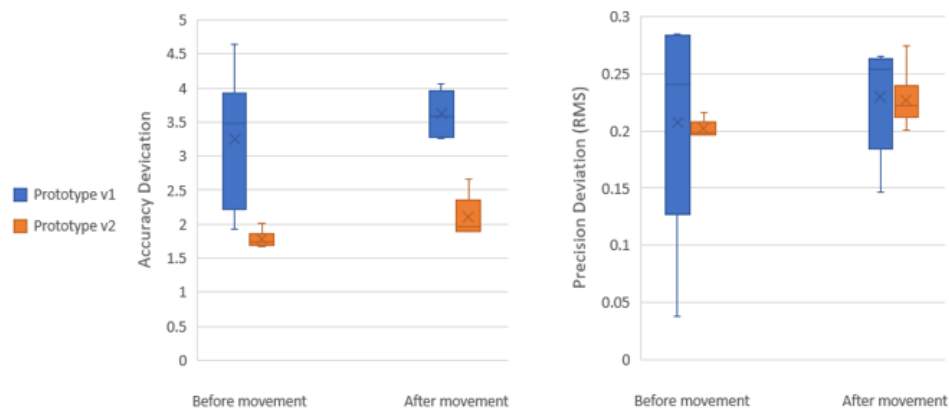 Accuracy Devication
5
4.5
4
3.5
3
2.5
2
1.5
1
0.5
0
Before movement
After movement
Prototype v1
Prototype v2
Precision Deviation (RMS)
0.3
0.25
0.2
0.15
0.1
0.05
0
Before movement
After movement